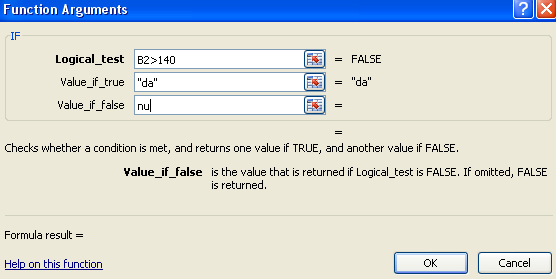 Function Arguments
IF
Logical_test B2>140 = FALSE
Value_if_true "da" = "da"
Value_if_false nu =
=
Checks whether a condition is met, and returns one value if TRUE, and another value if FALSE.
Value_if_false is the value that is returned if Logical_test is FALSE. If omitted, FALSE
is returned.
Formula result =
Help on this function OK Cancel